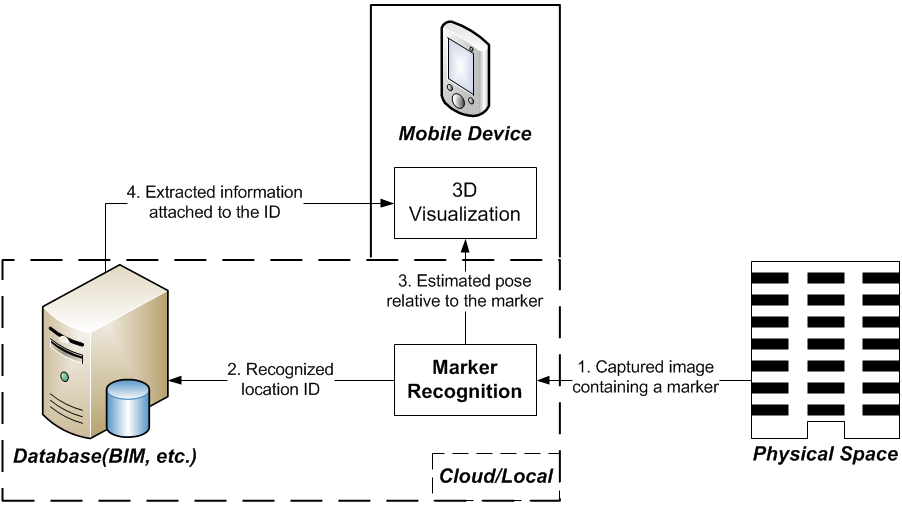 Mobile Device
3D
Visualization
4. Extracted information
attached to the ID
3. Estimated pose
relative to the marker
Marker
Recognition
2. Recognized
location ID
1. Captured image
containing a marker
Database(BIM, etc.)
Cloud/Local
Physical Space